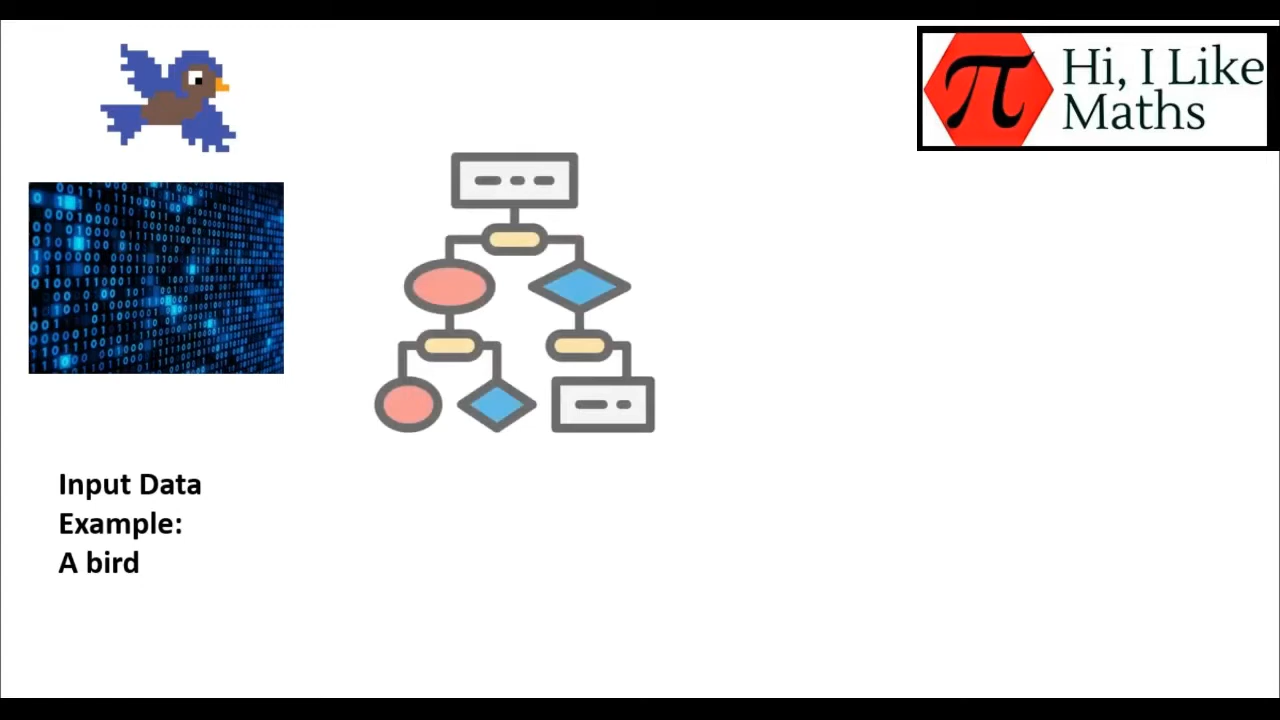 π
Hi, I Like
Maths
Input Data
Example:
A bird